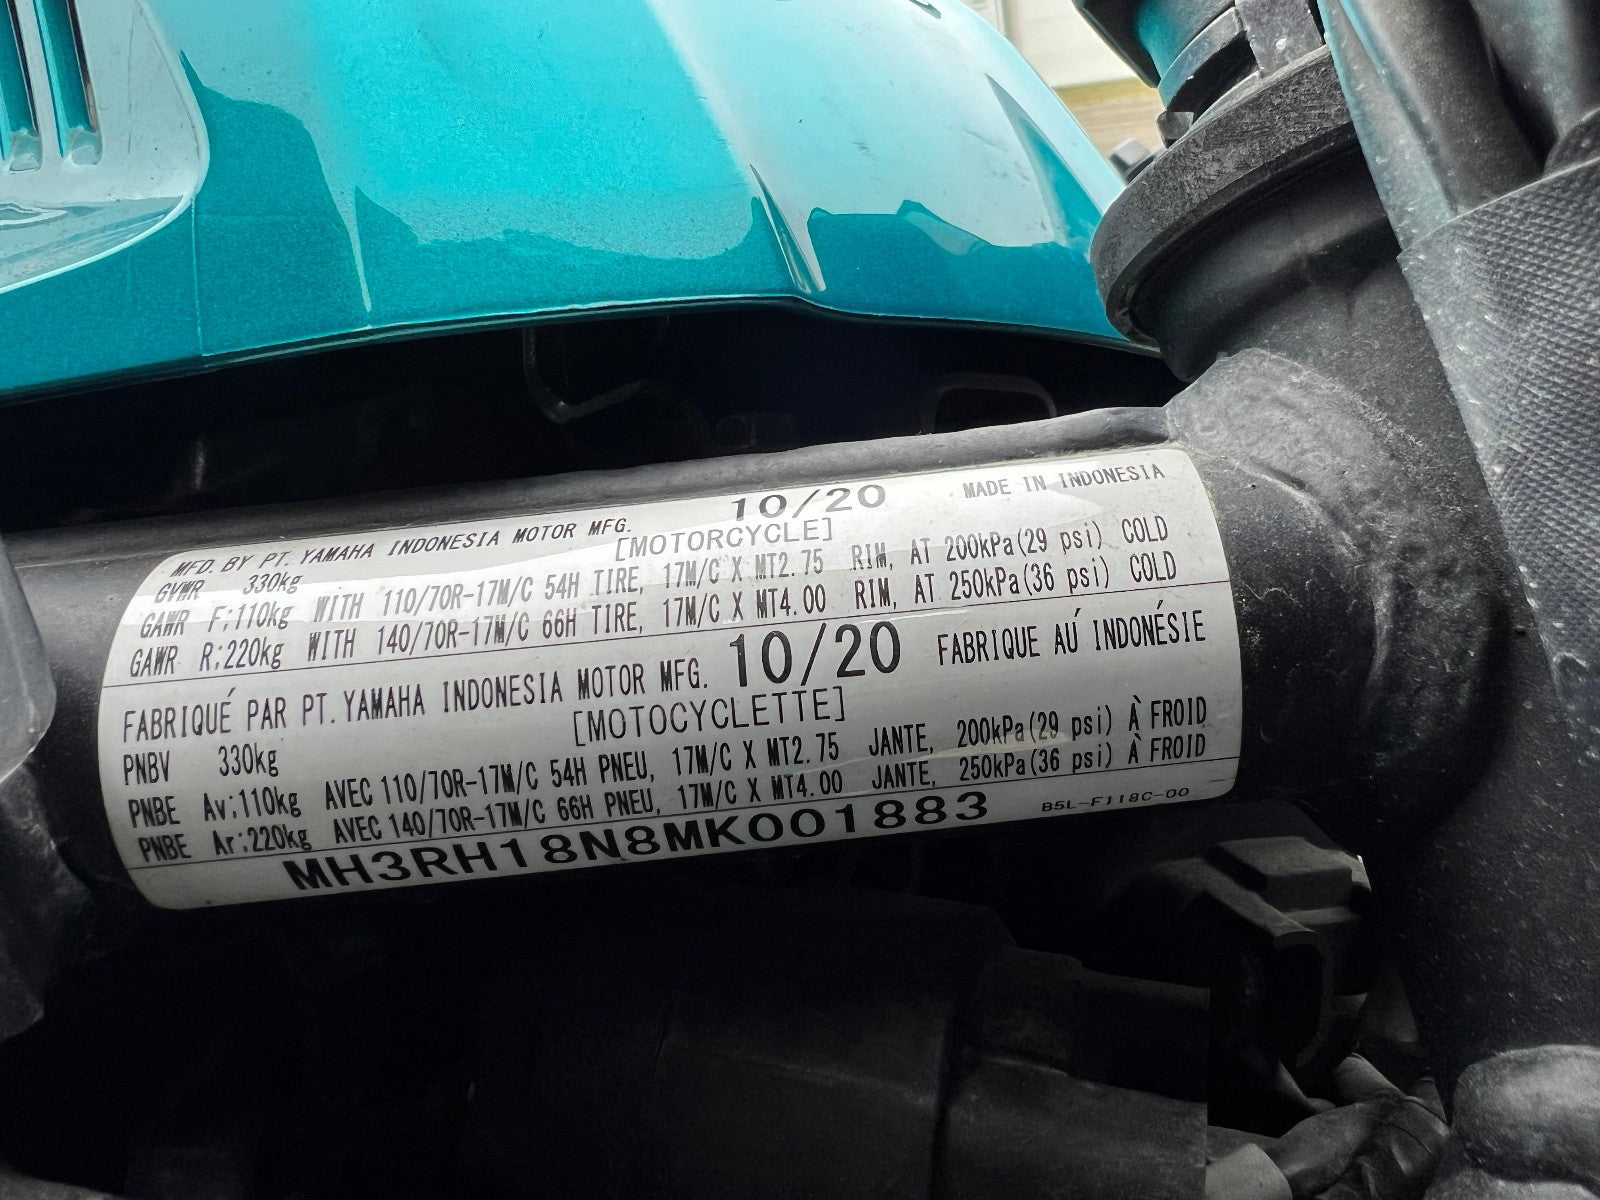 MFD. BY PT. YAMAHA INDONESIA MOTOR MFG. 10/20 MADE IN INDONESIA
[MOTORCYCLE]
GVWR 330kg
GAWR F:110kg WITH 110/70R-17M/C 54H TIRE, 17M/C X MT2.75 RIM, AT 200kPa(29 psi) COLD
GAWR R:220kg WITH 140/70R-17M/C 66H TIRE, 17M/C X MT4.00 RIM, AT 250kPa(36 psi) COLD
FABRIQUÉ PAR PT. YAMAHA INDONESIA MOTOR MFG. 10/20 FABRIQUE AU INDONÉSIE
[MOTOCYCLETTE]
PNBV 330kg
PNBE Av:110kg AVEC 110/70R-17M/C 54H PNEU, 17M/C X MT2.75 JANTE, 200kPa(29 psi) À FROID
PNBE Ar:220kg AVEC 140/70R-17M/C 66H PNEU, 17M/C X MT4.00 JANTE, 250kPa(36 psi) À FROID
MH3RH18N8MK001883 B5L-F118C-00